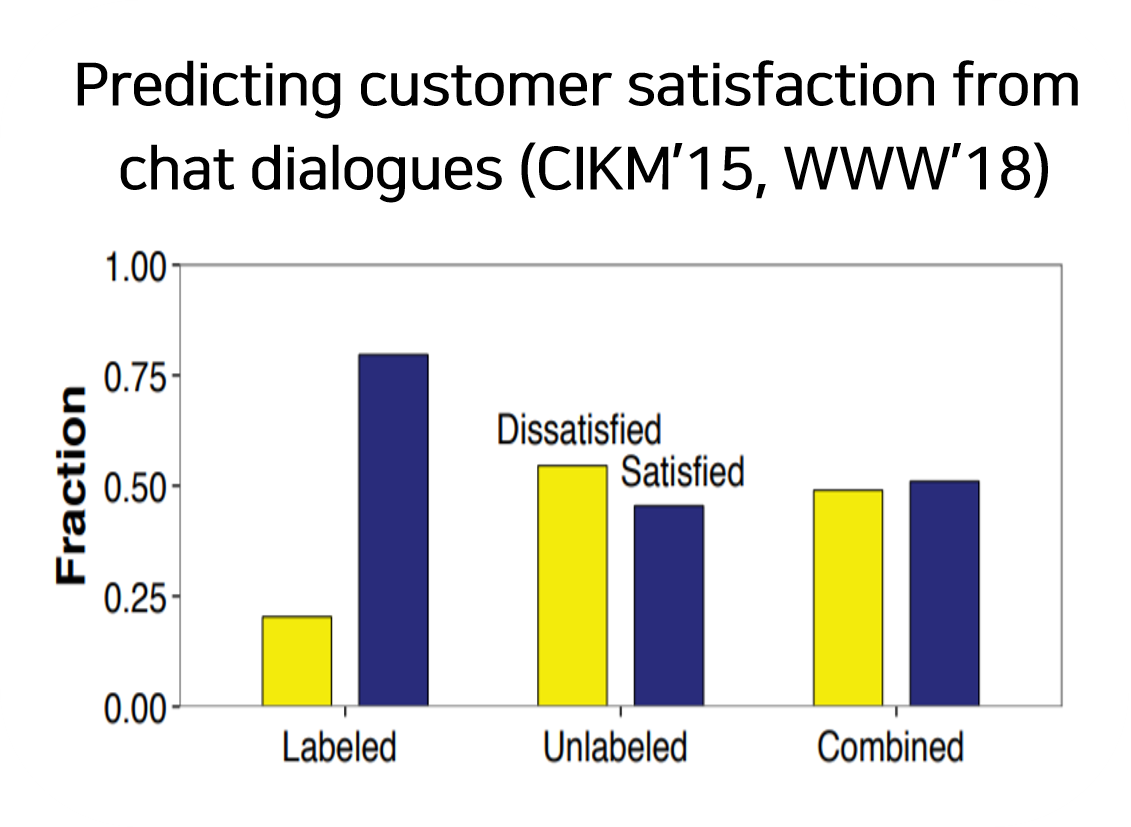 Predicting customer satisfaction from
chat dialogues (CIKM’15, WWW’18)
1.00
0.75
0.50
0.25
0.00
Fraction
Dissatisfied
Satisfied
Labeled
Unlabeled
Combined